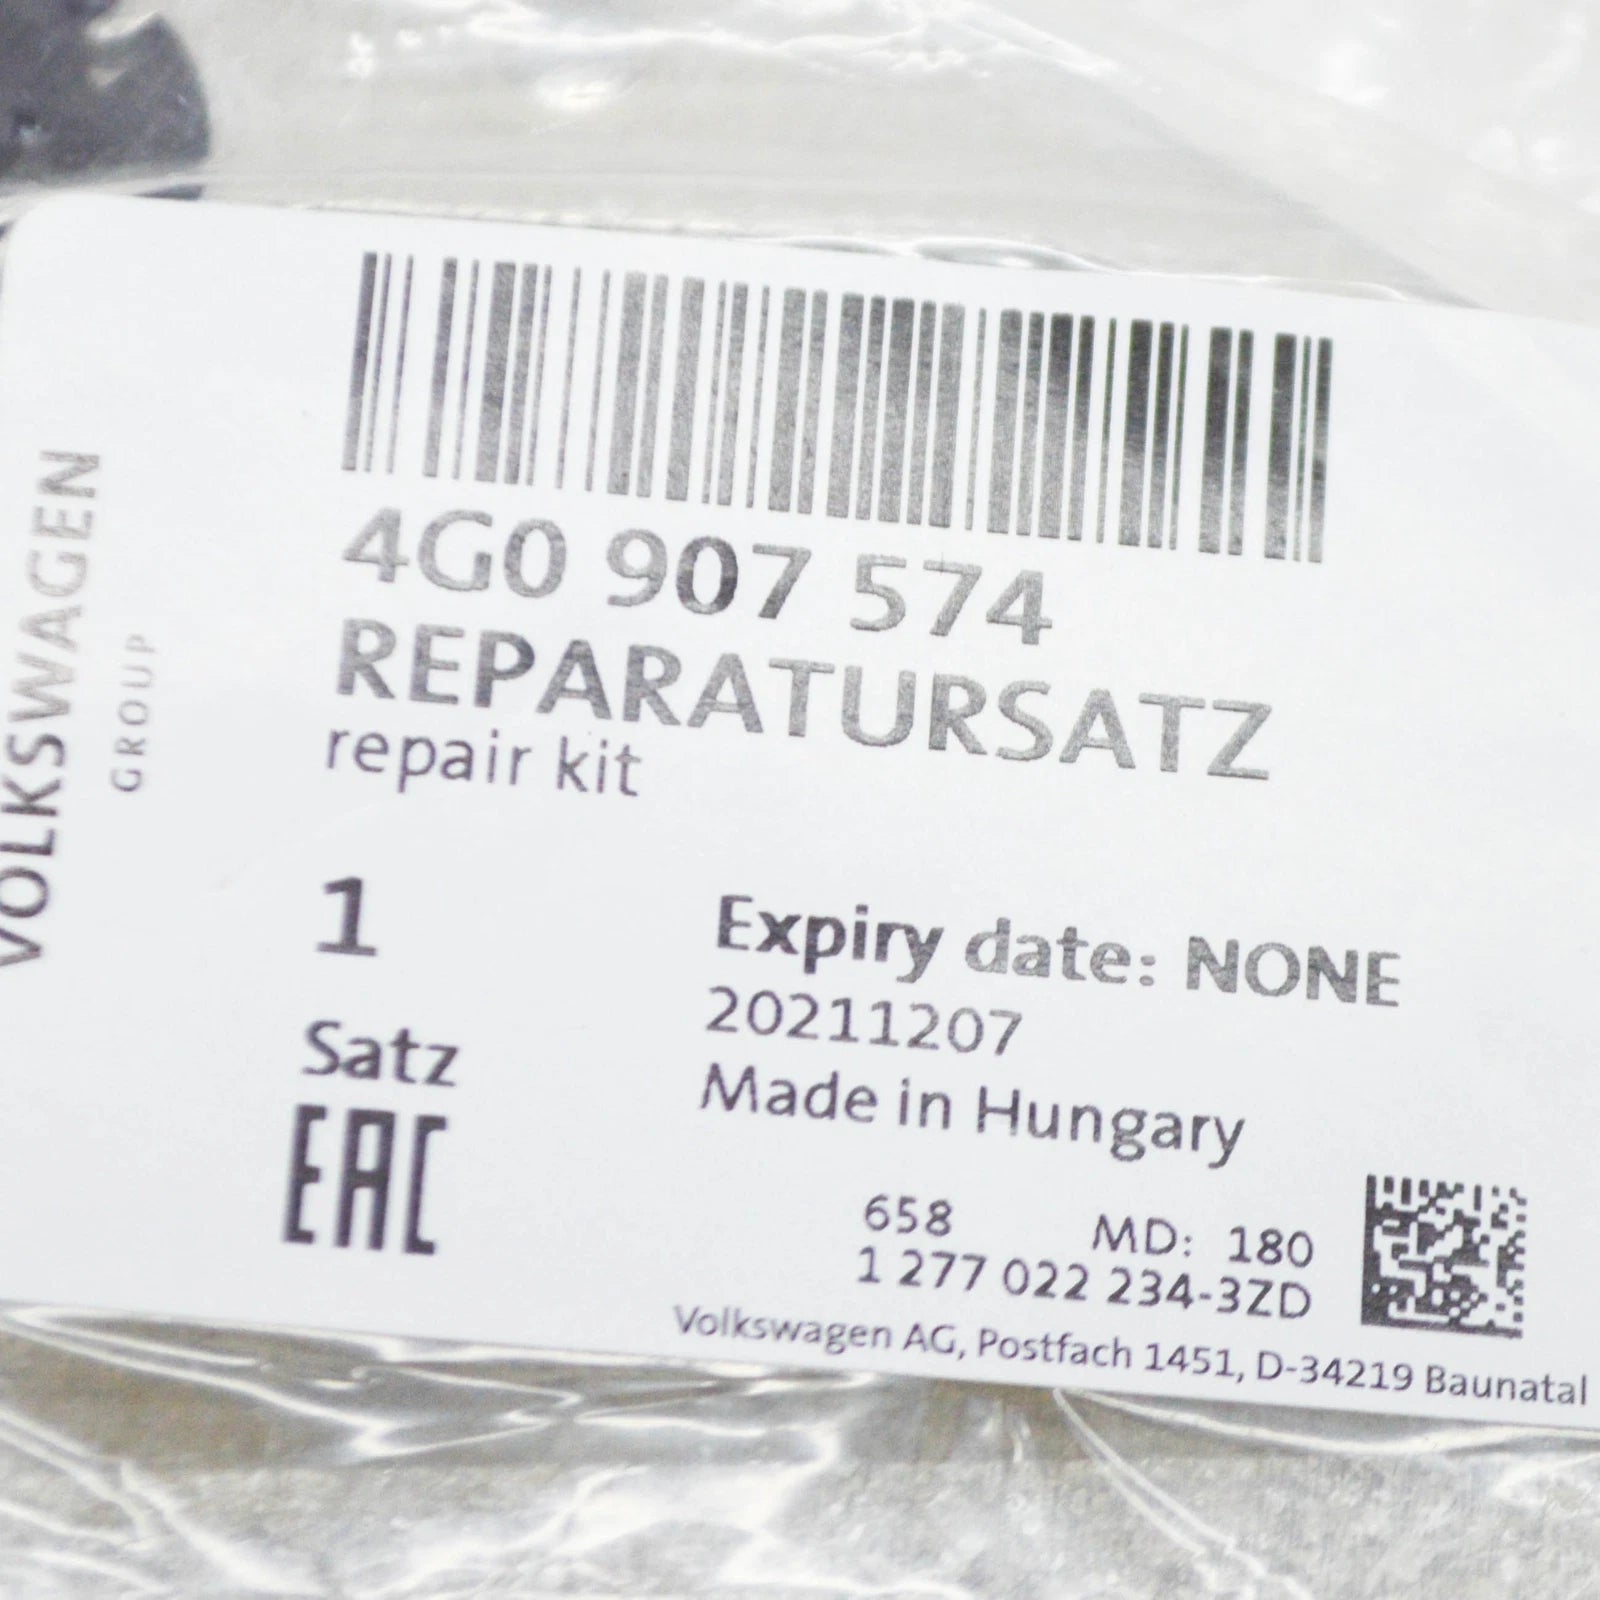 VOLKSWAGEN
GROUP
4G0 907 574
REPARATURSATZ
repair kit
1
Satz
EAC
Expiry date: NONE
20211207
Made in Hungary
658 MD: 180
1 277 022 234-3ZD
Volkswagen AG, Postfach 1451, D-34219 Baunatal